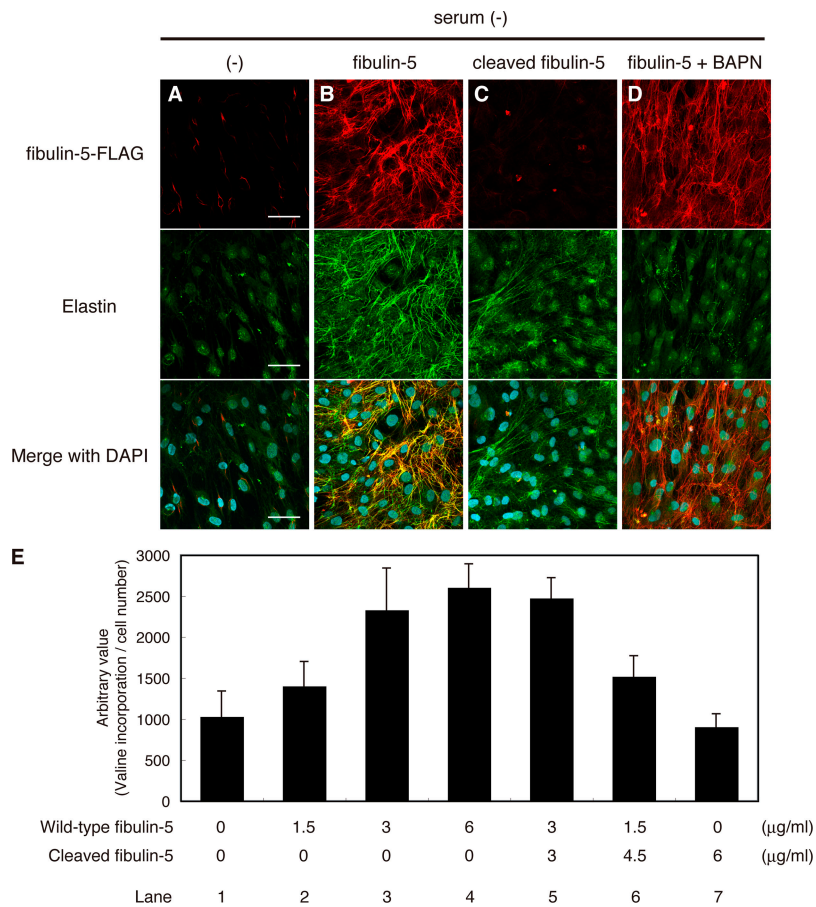 serum (-)
(-) fibulin-5 cleaved fibulin-5 fibulin-5 + BAPN
A B C D
fibulin-5-FLAG
Elastin
Merge with DAPI
E
3000
2500
2000
1500
1000
500
0
Arbitrary value
(Valine incorporation / cell number)
Wild-type fibulin-5 0 1.5 3 6 3 1.5 0 (μg/ml)
Cleaved fibulin-5 0 0 0 0 3 4.5 6 (μg/ml)
Lane 1 2 3 4 5 6 7